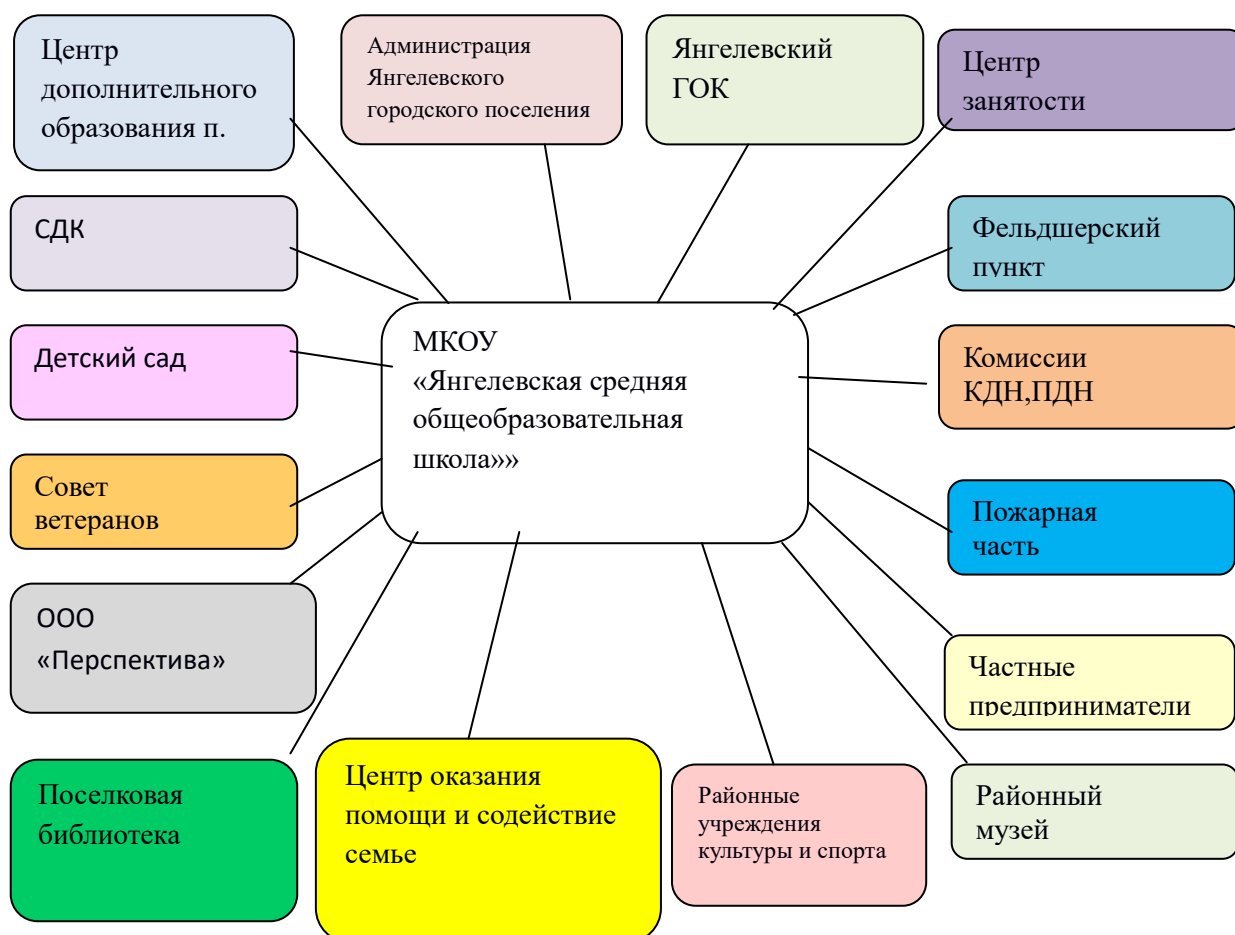 Центр
дополнительного
образования п.
Администрация
Янгелевского
городского поселения
Янгелевский
ГОК
Центр
занятости
СДК
Фельдшерский
пункт
Детский сад
МКОУ
«Янгелевская средняя
общеобразовательная
школа»»
Комиссии
КДН,ПДН
Совет
ветеранов
Пожарная
часть
ООО
«Перспектива»
Частные
предприниматели
Поселковая
библиотека
Центр оказания
помощи и содействие
семье
Районные
учреждения
культуры и спорта
Районный
музей